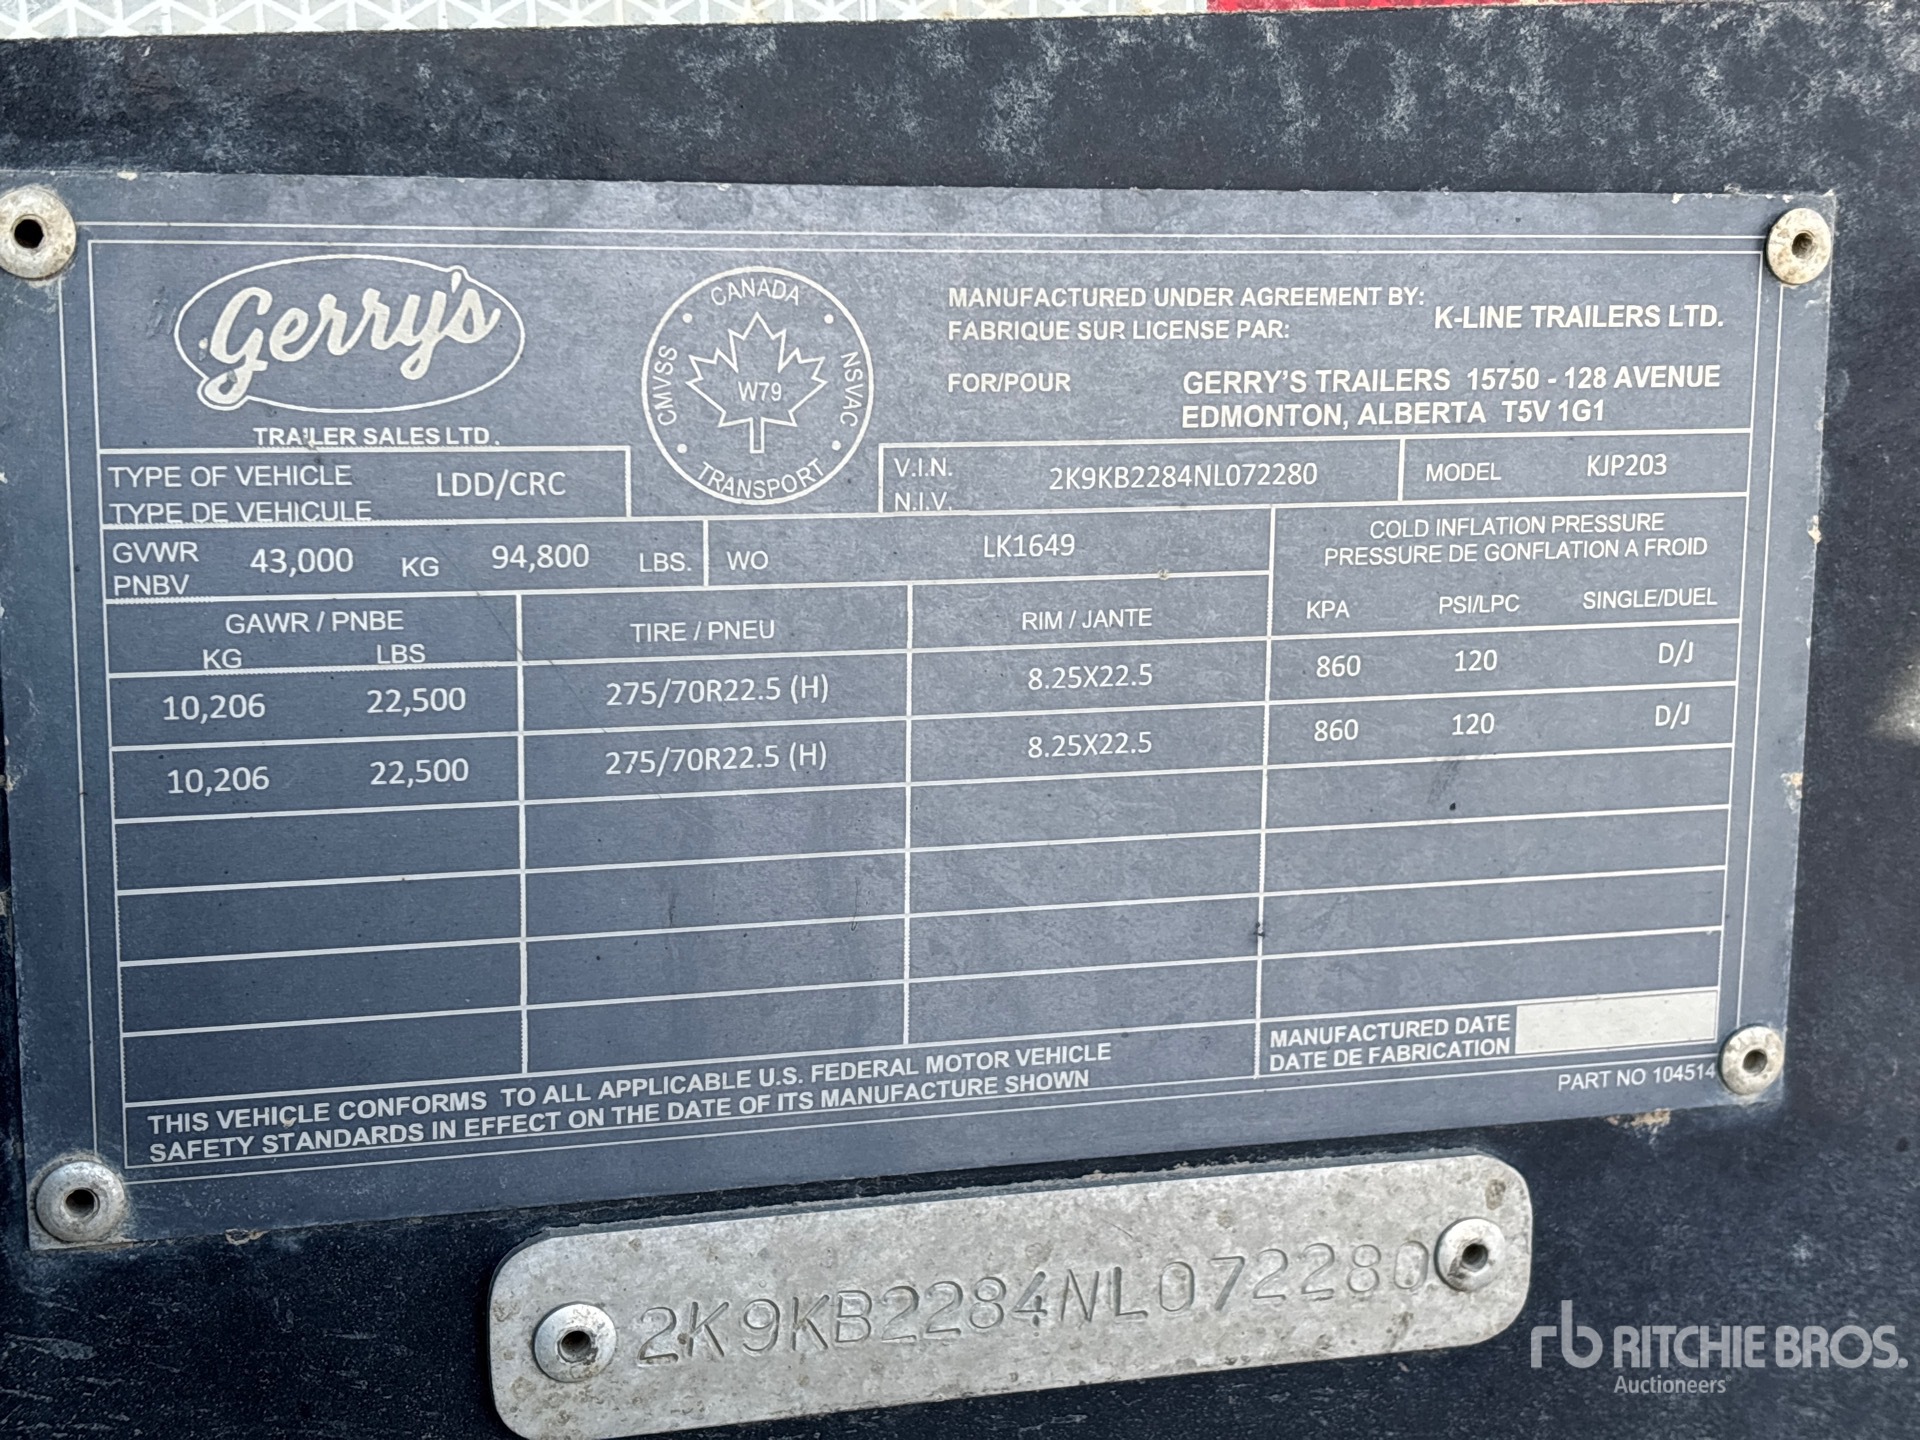 Gerry's
TRAILER SALES LTD.
CANADA
CMVSS
W79
NSVAC
TRANSPORT
MANUFACTURED UNDER AGREEMENT BY:
FABRIQUE SUR LICENSE PAR:
K-LINE TRAILERS LTD.
FOR/POUR
GERRY'S TRAILERS 15750 - 128 AVENUE
EDMONTON, ALBERTA T5V 1G1
TYPE OF VEHICLE
TYPE DE VEHICULE
LDD/CRC
V.I.N.
N.I.V.
2K9KB2284NL072280
MODEL KJP203
GVWR
PNBV
43,000 KG 94,800 LBS.
WO LK1649
COLD INFLATION PRESSURE
PRESSURE DE GONFLATION A FROID
GAWR / PNBE
KG LBS
TIRE / PNEU
RIM / JANTE
KPA PSI/LPC SINGLE/DUEL
10,206 22,500 275/70R22.5 (H) 8.25X22.5 860 120 D/J
10,206 22,500 275/70R22.5 (H) 8.25X22.5 860 120 D/J
MANUFACTURED DATE
DATE DE FABRICATION
THIS VEHICLE CONFORMS TO ALL APPLICABLE U.S. FEDERAL MOTOR VEHICLE
SAFETY STANDARDS IN EFFECT ON THE DATE OF ITS MANUFACTURE SHOWN
PART NO 104514
2K9KB2284NL072280
rb RITCHIE BROS.
Auctioneers